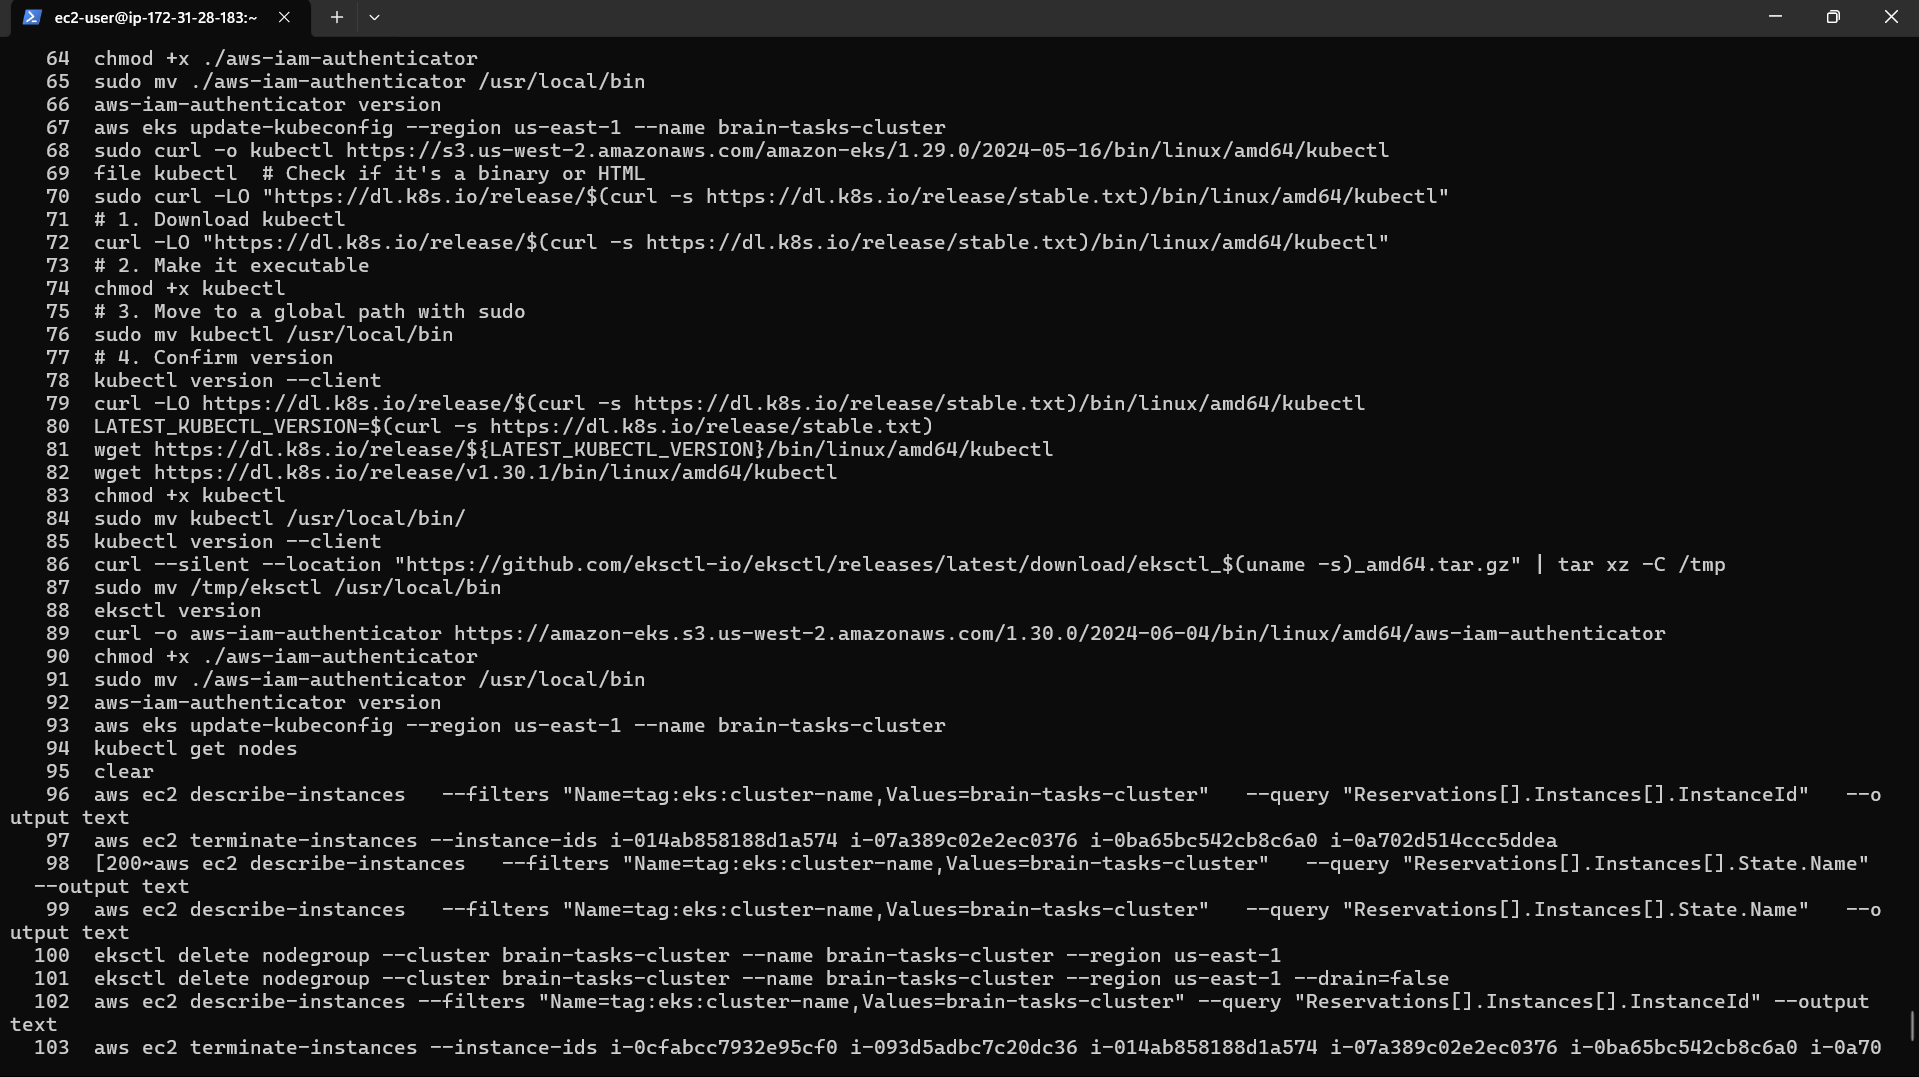 ec2-user@ip-172-31-28-183:~
64 chmod +x ./aws-iam-authenticator
65 sudo mv ./aws-iam-authenticator /usr/local/bin
66 aws-iam-authenticator version
67 aws eks update-kubeconfig --region us-east-1 --name brain-tasks-cluster
68 sudo curl -o kubectl https://s3.us-west-2.amazonaws.com/amazon-eks/1.29.0/2024-05-16/bin/linux/amd64/kubectl
69 file kubectl  # Check if it's a binary or HTML
70 sudo curl -LO "https://dl.k8s.io/release/$(curl -s https://dl.k8s.io/release/stable.txt)/bin/linux/amd64/kubectl"
71 # 1. Download kubectl
72 curl -LO "https://dl.k8s.io/release/$(curl -s https://dl.k8s.io/release/stable.txt)/bin/linux/amd64/kubectl"
73 # 2. Make it executable
74 chmod +x kubectl
75 # 3. Move to a global path with sudo
76 sudo mv kubectl /usr/local/bin
77 # 4. Confirm version
78 kubectl version --client
79 curl -LO https://dl.k8s.io/release/$(curl -s https://dl.k8s.io/release/stable.txt)/bin/linux/amd64/kubectl
80 LATEST_KUBECTL_VERSION=$(curl -s https://dl.k8s.io/release/stable.txt)
81 wget https://dl.k8s.io/release/${LATEST_KUBECTL_VERSION}/bin/linux/amd64/kubectl
82 wget https://dl.k8s.io/release/v1.30.1/bin/linux/amd64/kubectl
83 chmod +x kubectl
84 sudo mv kubectl /usr/local/bin/
85 kubectl version --client
86 curl --silent --location "https://github.com/eksctl-io/eksctl/releases/latest/download/eksctl_$(uname -s)_amd64.tar.gz" | tar xz -C /tmp
87 sudo mv /tmp/eksctl /usr/local/bin
88 eksctl version
89 curl -o aws-iam-authenticator https://amazon-eks.s3.us-west-2.amazonaws.com/1.30.0/2024-06-04/bin/linux/amd64/aws-iam-authenticator
90 chmod +x ./aws-iam-authenticator
91 sudo mv ./aws-iam-authenticator /usr/local/bin
92 aws-iam-authenticator version
93 aws eks update-kubeconfig --region us-east-1 --name brain-tasks-cluster
94 kubectl get nodes
95 clear
96 aws ec2 describe-instances   --filters "Name=tag:eks:cluster-name,Values=brain-tasks-cluster"   --query "Reservations[].Instances[].InstanceId"   --o
utput text
97 aws ec2 terminate-instances --instance-ids i-014ab858188d1a574 i-07a389c02e2ec0376 i-0ba65bc542cb8c6a0 i-0a702d514ccc5ddea
98 [200~aws ec2 describe-instances   --filters "Name=tag:eks:cluster-name,Values=brain-tasks-cluster"   --query "Reservations[].Instances[].State.Name"
--output text
99 aws ec2 describe-instances   --filters "Name=tag:eks:cluster-name,Values=brain-tasks-cluster"   --query "Reservations[].Instances[].State.Name"   --o
utput text
100 eksctl delete nodegroup --cluster brain-tasks-cluster --name brain-tasks-cluster --region us-east-1
101 eksctl delete nodegroup --cluster brain-tasks-cluster --name brain-tasks-cluster --region us-east-1 --drain=false
102 aws ec2 describe-instances --filters "Name=tag:eks:cluster-name,Values=brain-tasks-cluster" --query "Reservations[].Instances[].InstanceId" --output
text
103 aws ec2 terminate-instances --instance-ids i-0cfabcc7932e95cf0 i-093d5adbc7c20dc36 i-014ab858188d1a574 i-07a389c02e2ec0376 i-0ba65bc542cb8c6a0 i-0a70